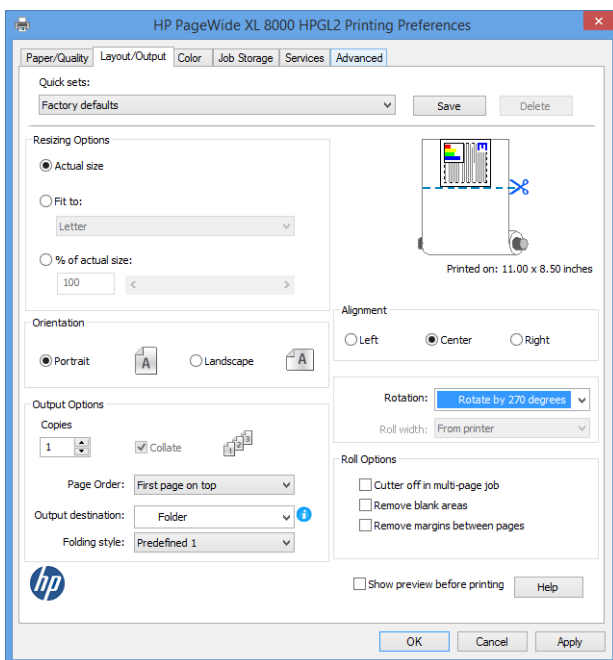 HP PageWide XL 8000 HPGL2 Printing Preferences
Paper/Quality Layout/Output Color Job Storage Services Advanced
Quick sets:
Factory defaults
Save Delete
Resizing Options
Actual size
Fit to:
Letter
% of actual size:
100
E
Printed on: 11.00 x 8.50 inches
Orientation
Portrait A Landscape A
Alignment
Left Center Right
Rotation: Rotate by 270 degrees
Roll width: From printer
Output Options
Copies
1 Collate 1 2 3
Page Order: First page on top
Output destination: Folder i
Folding style: Predefined 1
Roll Options
Cutter off in multi-page job
Remove blank areas
Remove margins between pages
hp
Show preview before printing Help
OK Cancel Apply